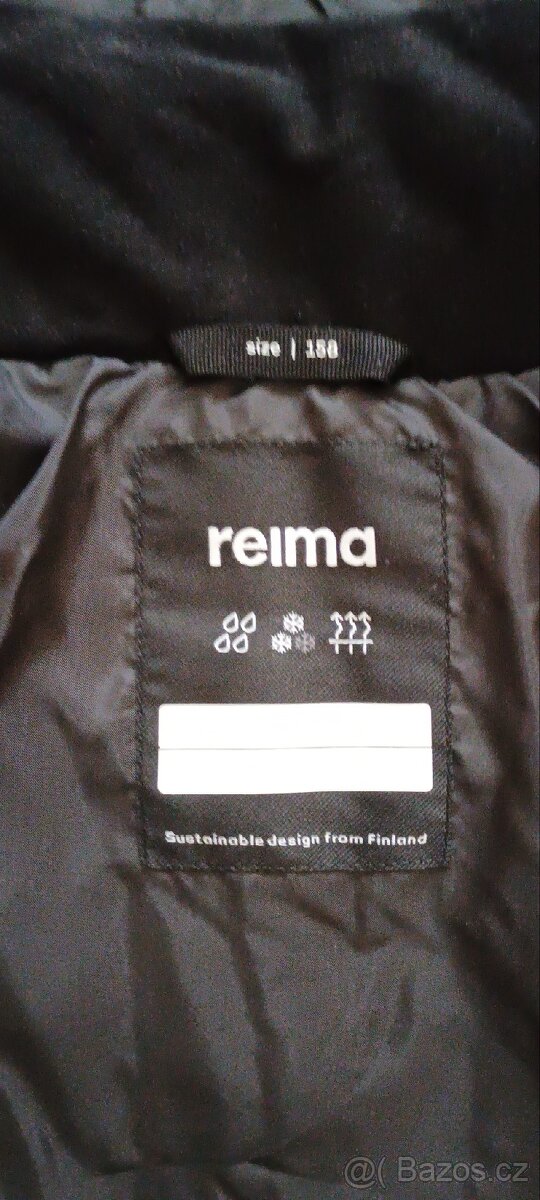 size | 158
reima
Sustainable design from Finland
@( Bazos.cz